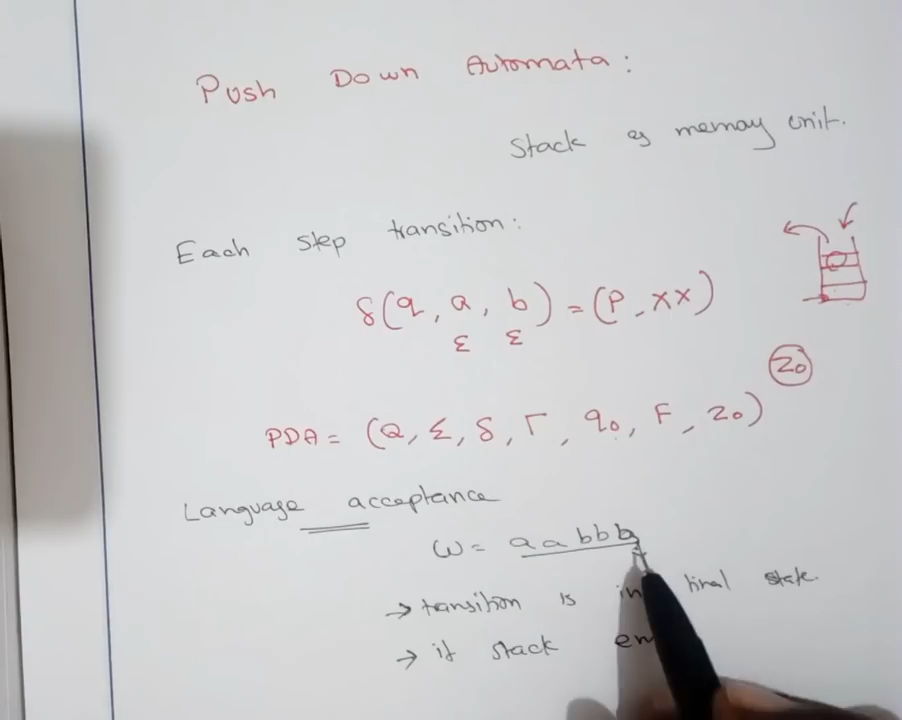 Push Down Automata:
Stack as memory unit.
Each step transition:
δ(q, a, b) = (P, XX)
ε ε
Z0
PDA = (Q, Σ, δ, Γ, q0, F, Z0)
Language acceptance
ω = aabbb
→ transition is in final state.
→ if stack em